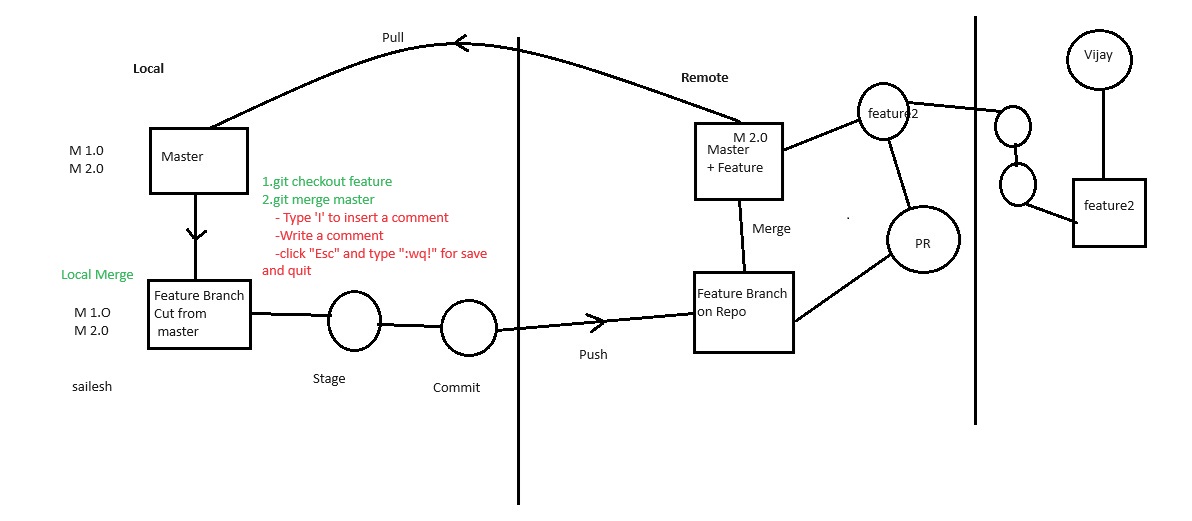 Pull
Local
Remote
Vijay
M 1.0
M 2.0
Master
M 2.0
Master
+ Feature
feature2
1.git checkout feature
2.git merge master
- Type 'I' to insert a comment
-Write a comment
-click "Esc" and type ":wq!" for save
and quit
feature2
Merge
PR
Local Merge
Feature Branch
Cut from
master
M 1.O
M 2.0
Feature Branch
on Repo
Push
Stage
Commit
sailesh